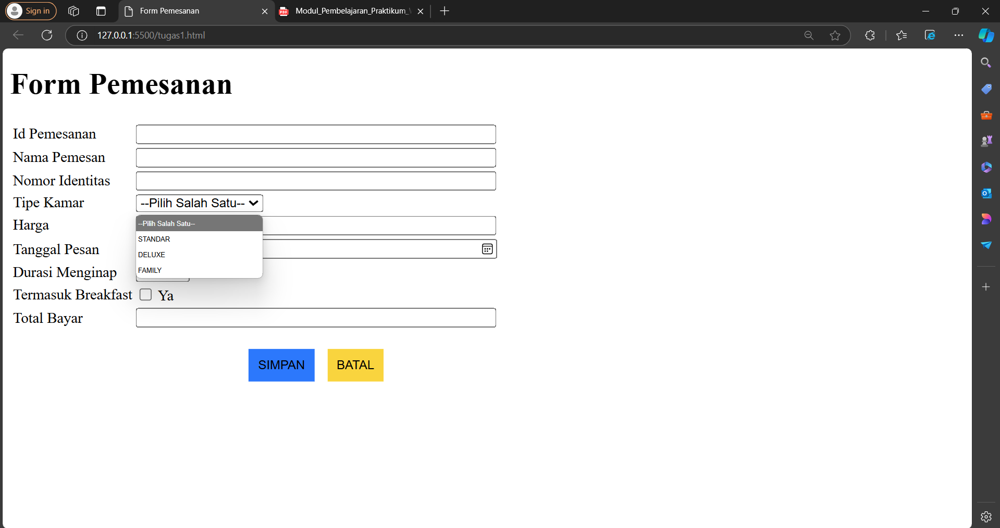 Sign in
Form Pemesanan
Modul_Pembelajaran_Praktikum_
127.0.0.1:5500/tugas1.html
Form Pemesanan
Id Pemesanan
Nama Pemesan
Nomor Identitas
Tipe Kamar --Pilih Salah Satu--
Harga
--Pilih Salah Satu--
STANDAR
Tanggal Pesan
DELUXE
Durasi Menginap
FAMILY
Termasuk Breakfast Ya
Total Bayar
SIMPAN BATAL